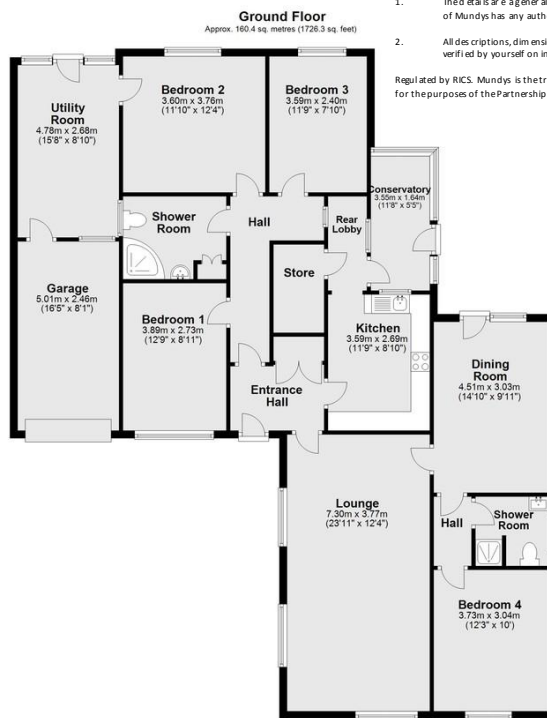 Ground Floor
Approx. 160.4 sq. metres (1726.3 sq. feet)
1. The details are a general
of Mundys has any auth
2. All descriptions, dimensi
verified by yourself on in
Regulated by RICS. Mundys is the tr
for the purposes of the Partnership
Utility
Room
4.78m x 2.68m
(15'8" x 8'10")
Bedroom 2
3.60m x 3.76m
(11'10" x 12'4")
Bedroom 3
3.59m x 2.40m
(11'9" x 7'10")
Conservatory
3.55m x 1.64m
(11'8" x 5'5")
Shower
Room
Hall
Rear
Lobby
Store
Garage
5.01m x 2.46m
(16'5" x 8'1")
Bedroom 1
3.89m x 2.73m
(12'9" x 8'11")
Kitchen
3.59m x 2.69m
(11'9" x 8'10")
Entrance
Hall
Dining
Room
4.51m x 3.03m
(14'10" x 9'11")
Lounge
7.30m x 3.77m
(23'11" x 12'4")
Hall
Shower
Room
Bedroom 4
3.73m x 3.04m
(12'3" x 10')